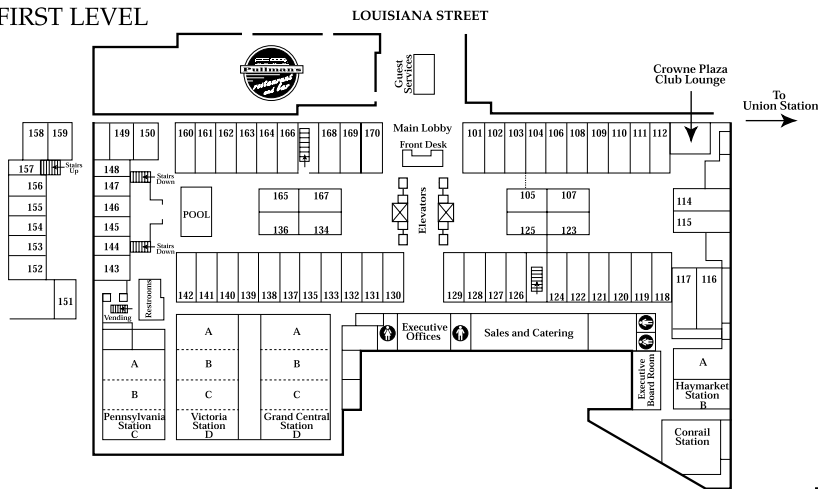 FIRST LEVEL
LOUISIANA STREET
Pullmans
restaurant
and bar
Guest
Services
Crowne Plaza
Club Lounge
To
Union Station
158 159
149 150
160 161 162 163 164 166 168 169 170
Main Lobby
Front Desk
101 102 103 104 106 108 109 110 111 112
157
Stairs
Up
156
155
154
153
152
151
148
147
146
145
144
143
Stairs
Down
Stairs
Down
POOL
165 167
136 134
Elevators
105 107
125 123
114
115
117 116
142 141 140 139 138 137 135 133 132 131 130
129 128 127 126 124 122 121 120 119 118
Restrooms
Vending
A
B
Pennsylvania
Station
C
A
B
C
Victoria
Station
D
A
B
C
Grand Central
Station
D
Executive
Offices
Sales and Catering
Executive
Board Room
A
Haymarket
Station
B
Conrail
Station